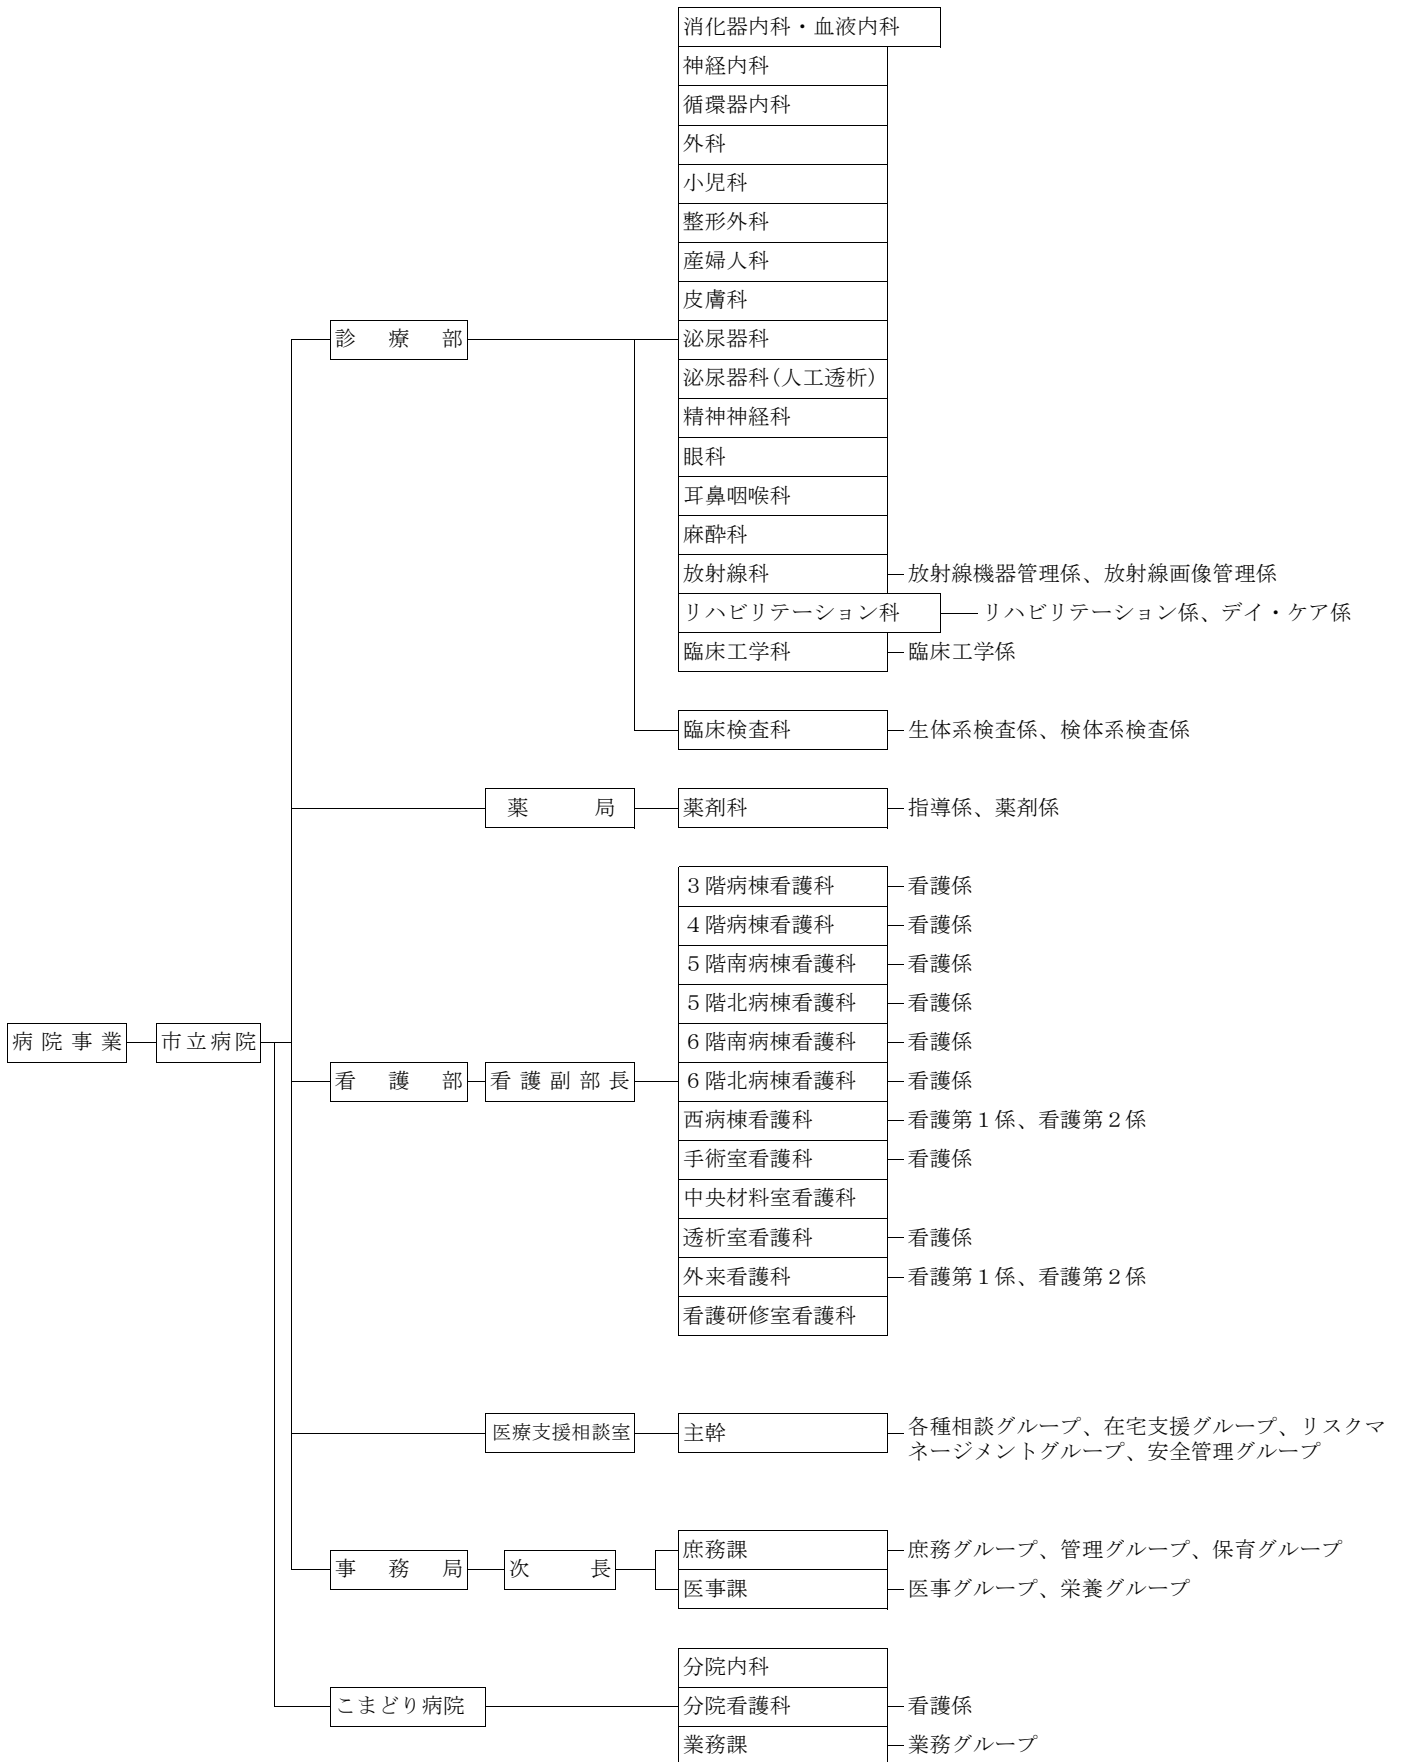 消化器内科・血液内科
神経内科
循環器内科
外科
小児科
整形外科
産婦人科
皮膚科
診療部
泌尿器科
泌尿器科(人工透析)
精神神経科
眼科
耳鼻咽喉科
麻酔科
放射線科 放射線機器管理係、放射線画像管理係
リハビリテーション科 リハビリテーション係、デイ・ケア係
臨床工学科 臨床工学係
臨床検査科 生体系検査係、検体系検査係
薬局 薬剤科 指導係、薬剤係
3階病棟看護科 看護係
4階病棟看護科 看護係
5階南病棟看護科 看護係
5階北病棟看護科 看護係
病院事業 市立病院 6階南病棟看護科 看護係
看護部 看護副部長 6階北病棟看護科 看護係
西病棟看護科 看護第1係、看護第2係
手術室看護科 看護係
中央材料室看護科
透析室看護科 看護係
外来看護科 看護第1係、看護第2係
看護研修室看護科
医療支援相談室 主幹 各種相談グループ、在宅支援グループ、リスクマ
ネージメントグループ、安全管理グループ
庶務課 庶務グループ、管理グループ、保育グループ
事務局 次長
医事課 医事グループ、栄養グループ
分院内科
こまどり病院 分院看護科 看護係
業務課 業務グループ